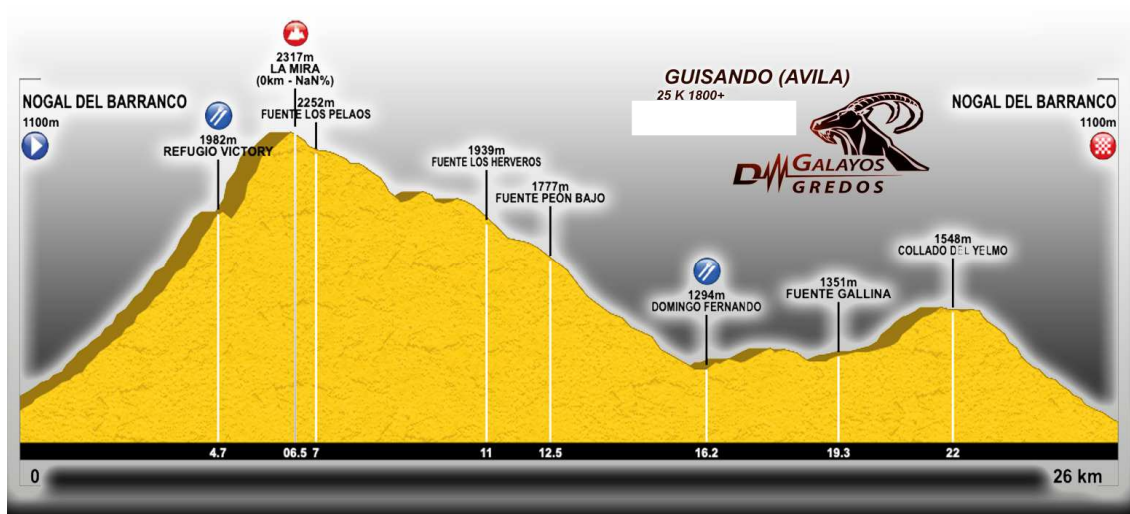 2317m
LA MIRA
(0km - NaN%)
GUISANDO (AVILA)
25 K 1800+
NOGAL DEL BARRANCO
1100m
2252m
FUENTE LOS PELAOS
NOGAL DEL BARRANCO
1100m
1982m
REFUGIO VICTORY
1939m
FUENTE LOS HERVEROS
GALAYOS
GREDOS
1777m
FUENTE PEÓN BAJO
1548m
COLLADO DEL YELMO
1294m
DOMINGO FERNANDO
1351m
FUENTE GALLINA
4.7 06.5 7 11 12.5 16.2 19.3 22
0 26 km